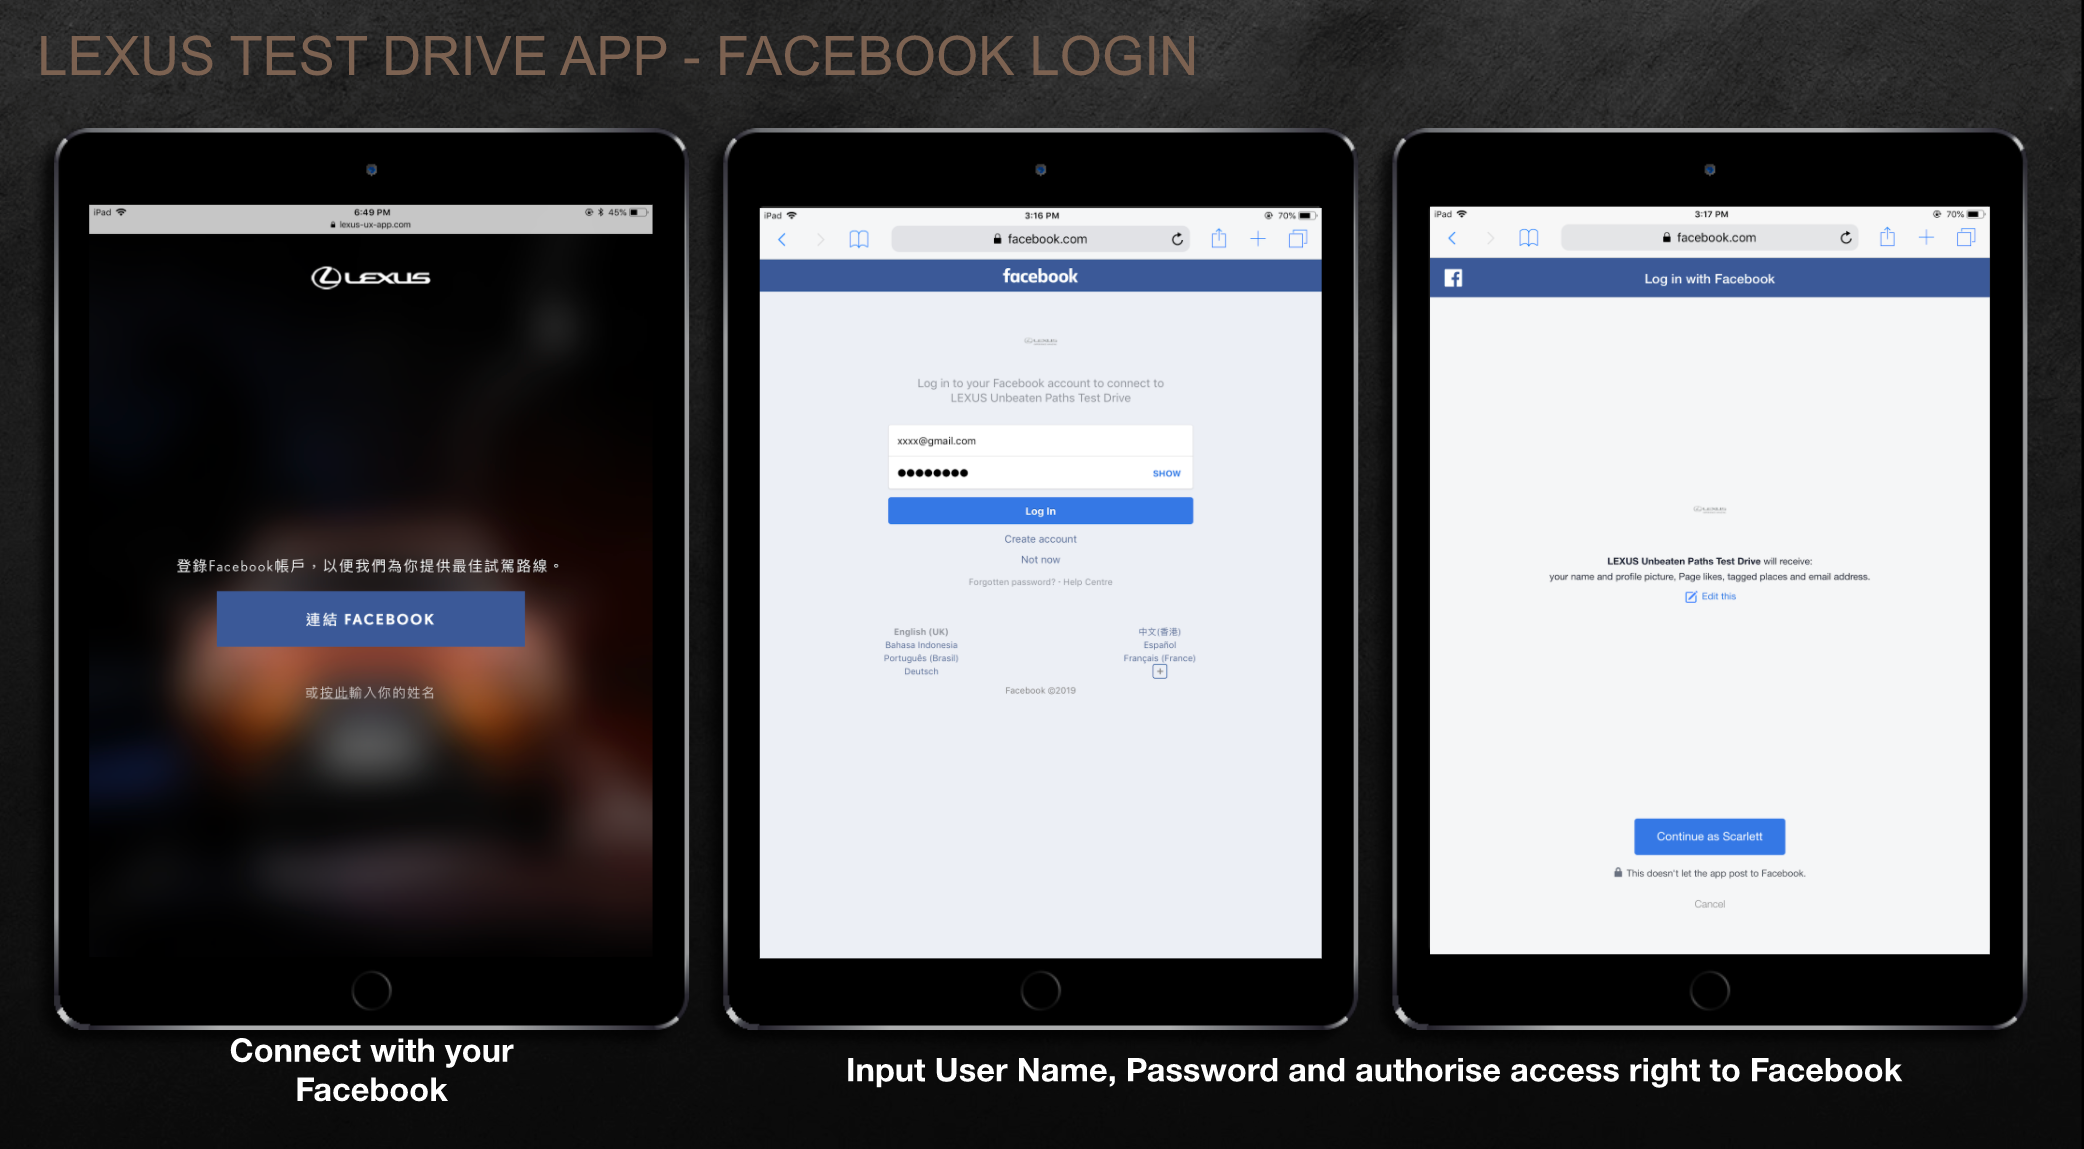 LEXUS TEST DRIVE APP - FACEBOOK LOGIN
iPad
6:49 PM
45%
lexus-ux-app.com
LEXUS
登錄Facebook帳戶，以便我們為你提供最佳試駕路線。
連結 FACEBOOK
或按此輸入你的姓名
Connect with your
Facebook
iPad
3:16 PM
70%
facebook.com
facebook
LEXUS
Log in to your Facebook account to connect to
LEXUS Unbeaten Paths Test Drive
xxxx@gmail.com
●●●●●●●● SHOW
Log In
Create account
Not now
Forgotten password? · Help Centre
English (UK)
中文(香港)
Bahasa Indonesia
Español
Português (Brasil)
Français (France)
Deutsch
Facebook ©2019
iPad
3:17 PM
70%
facebook.com
Log in with Facebook
LEXUS
LEXUS Unbeaten Paths Test Drive will receive:
your name and profile picture, Page likes, tagged places and email address.
Edit this
Continue as Scarlett
This doesn't let the app post to Facebook.
Cancel
Input User Name, Password and authorise access right to Facebook